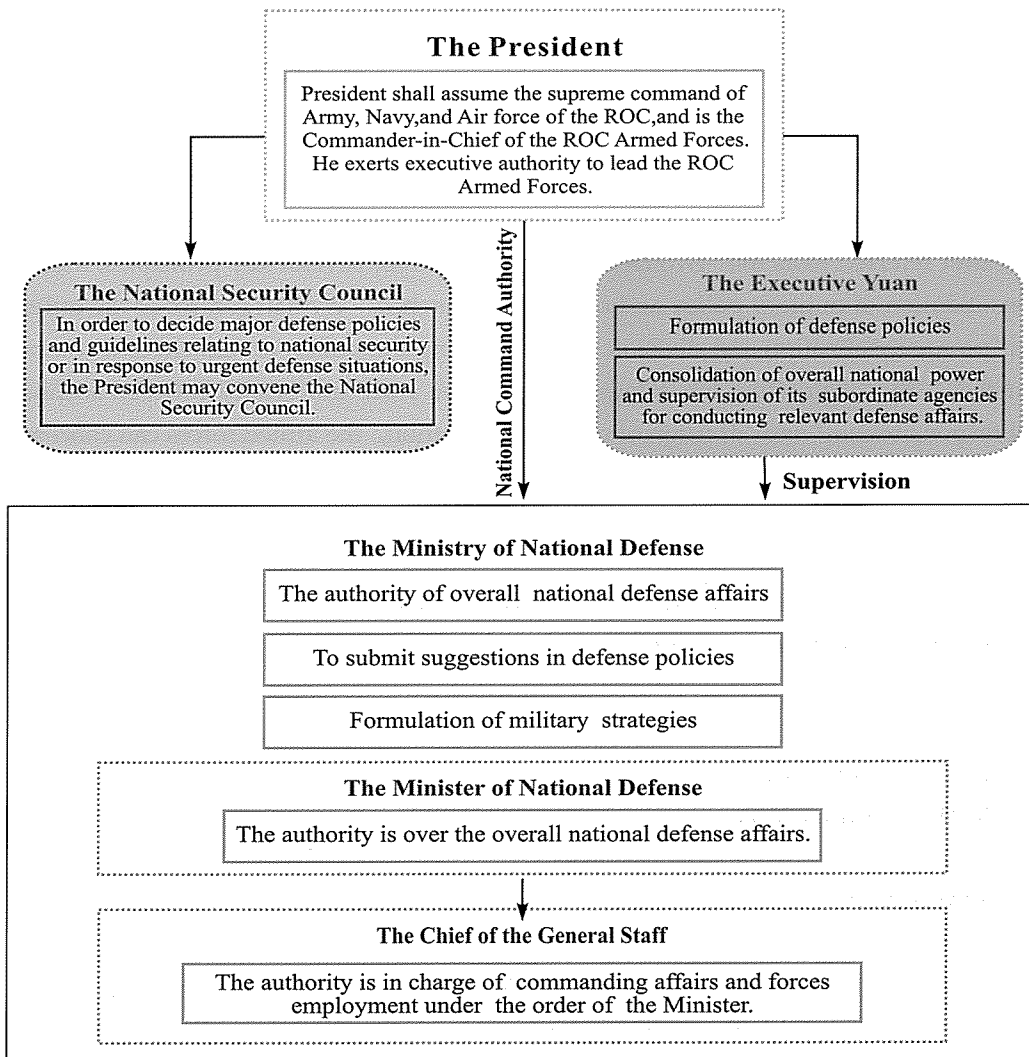 The President
President shall assume the supreme command of
Army, Navy,and Air force of the ROC,and is the
Commander-in-Chief of the ROC Armed Forces.
He exerts executive authority to lead the ROC
Armed Forces.
The National Security Council
In order to decide major defense policies
and guidelines relating to national security
or in response to urgent defense situations,
the President may convene the National
Security Council.
National Command Authority
The Executive Yuan
Formulation of defense policies
Consolidation of overall national power
and supervision of its subordinate agencies
for conducting relevant defense affairs.
Supervision
The Ministry of National Defense
The authority of overall national defense affairs
To submit suggestions in defense policies
Formulation of military strategies
The Minister of National Defense
The authority is over the overall national defense affairs.
The Chief of the General Staff
The authority is in charge of commanding affairs and forces
employment under the order of the Minister.